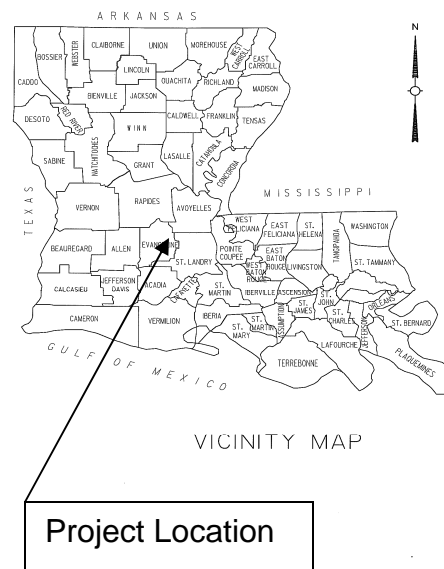 ARKANSAS
N
CLAIBORNE UNION MOREHOUSE WEST CARROLL EAST CARROLL
BOSSIER WEBSTER
LINCOLN
CADDO OUACHITA RICHLAND
BIENVILLE JACKSON MADISON
DESOTO RED RIVER CALDWELL FRANKLIN TENSAS
WINN
SABINE NATCHITOCHES LASALLE CATAHOULA
GRANT CONCORDIA
TEXAS
MISSISSIPPI
VERNON RAPIDES AVOYELLES
WEST FELICIANA EAST FELICIANA ST. HELENA TANGIPAHOA WASHINGTON
BEAUREGARD ALLEN EVANGELINE POINTE COUPEE EAST BATON ROUGE
ST. LANDRY WEST BATON ROUGE LIVINGSTON ST. TAMMANY
CALCASIEU JEFFERSON DAVIS ACADIA LAFAYETTE ST. MARTIN IBERVILLE ASCENSION ST. JOHN ORLEANS
ST. JAMES
CAMERON VERMILION IBERIA ST. MARTIN ASSUMPTION ST. CHARLES JEFFERSON ST. BERNARD
ST. MARY
LAFOURCHE
TERREBONNE PLAQUEMINES
GULF OF MEXICO
VICINITY MAP
Project Location